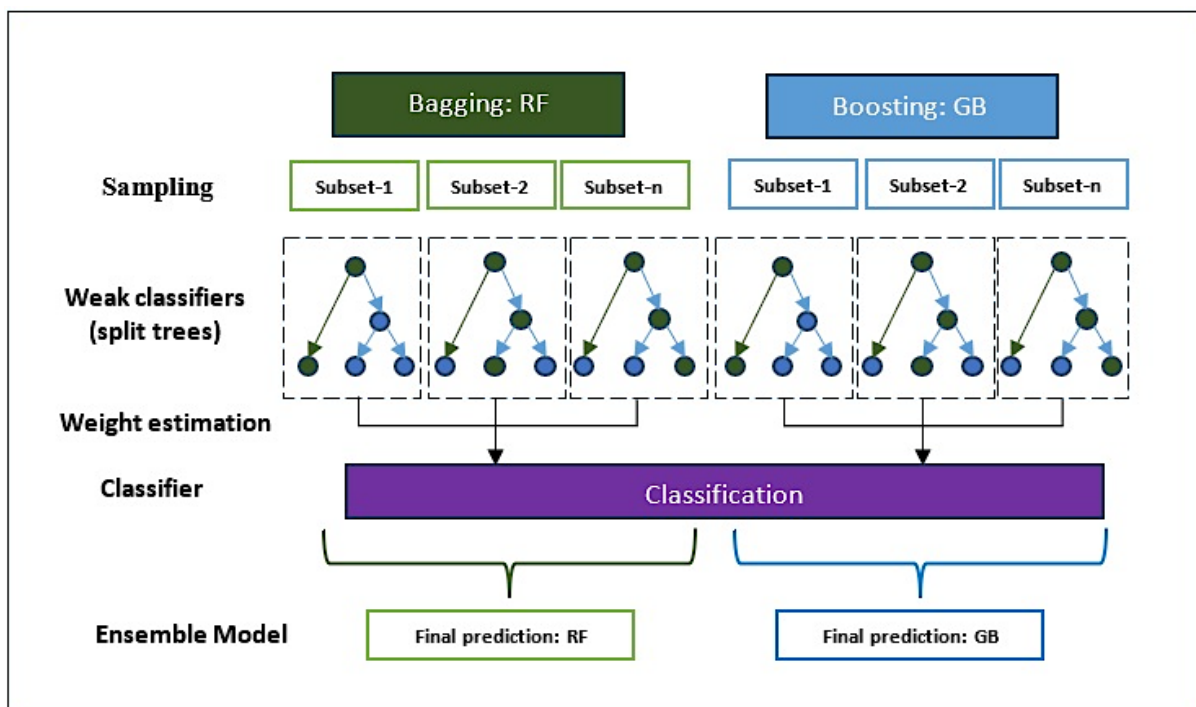 Bagging: RF
Boosting: GB
Sampling
Subset-1
Subset-2
Subset-n
Subset-1
Subset-2
Subset-n
Weak classifiers
(split trees)
Weight estimation
Classifier
Classification
Ensemble Model
Final prediction: RF
Final prediction: GB